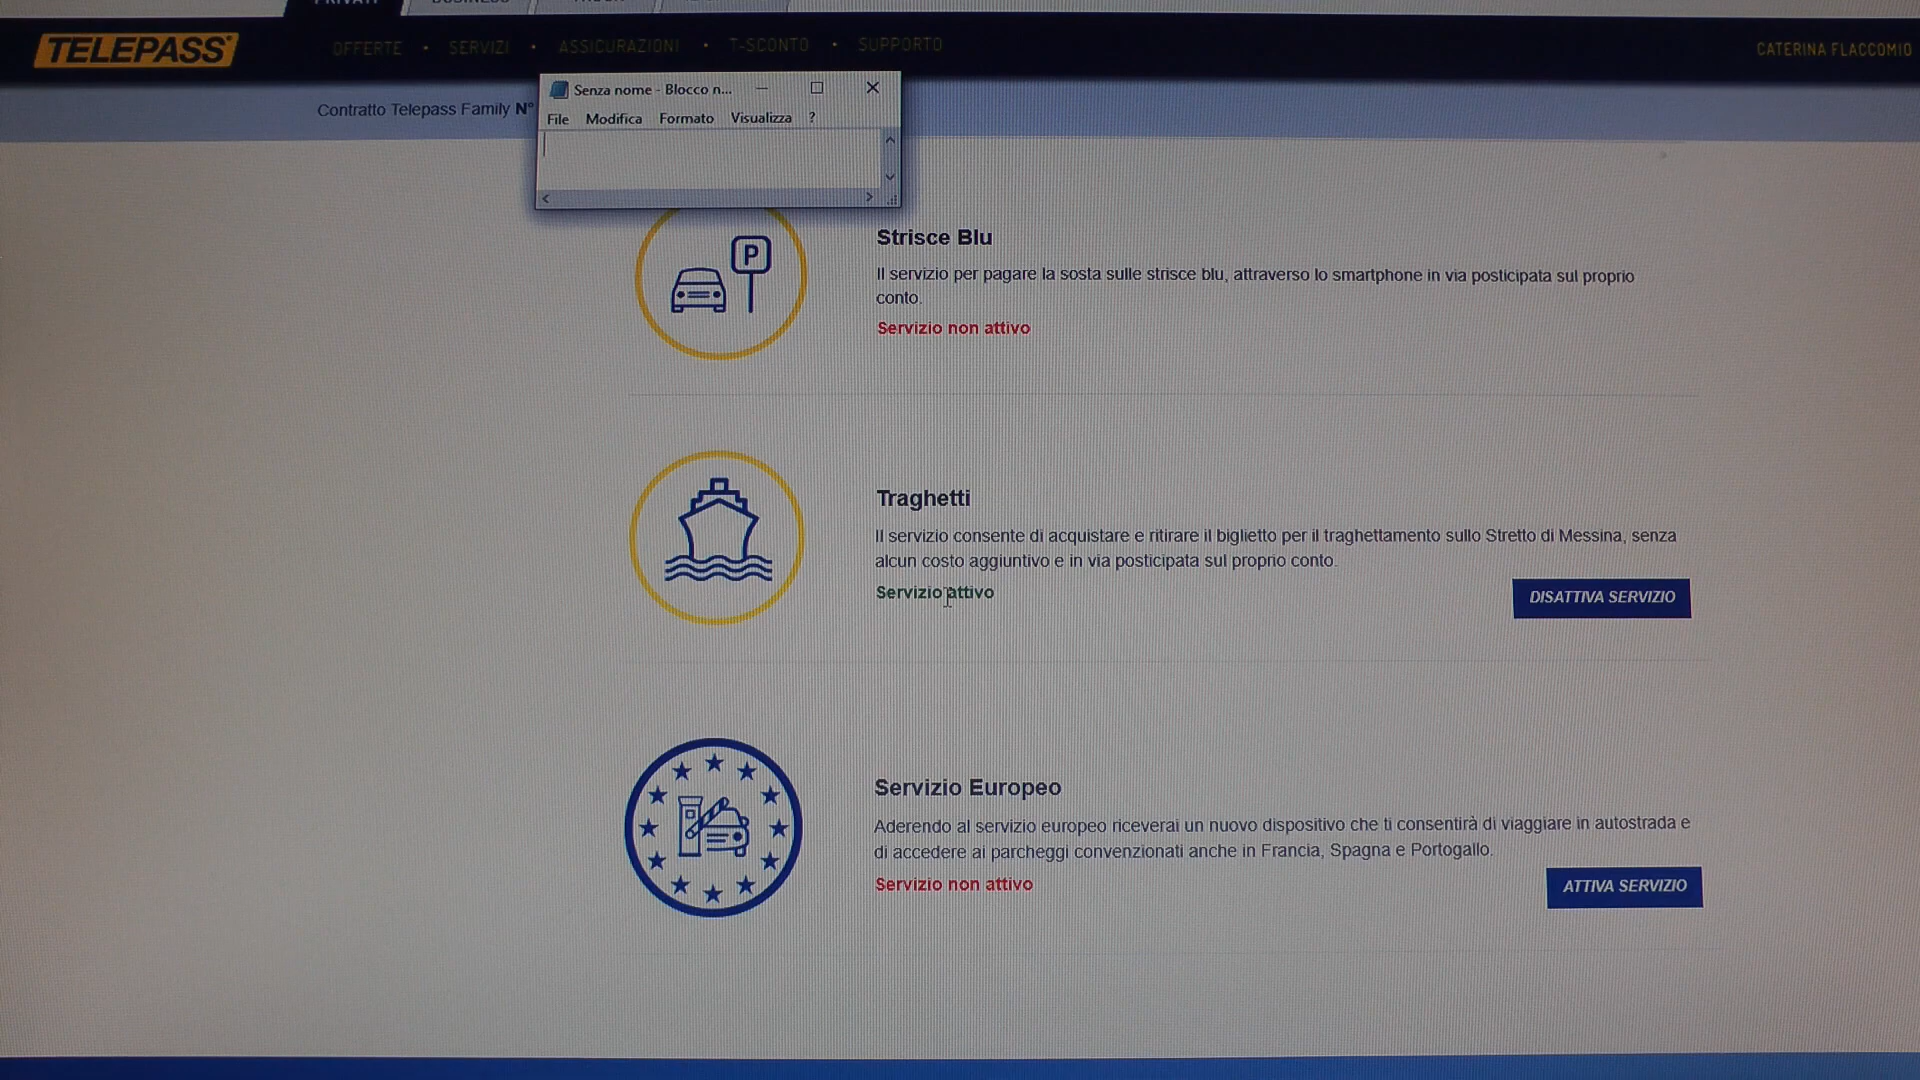 PRIVATI BUSINESS
TELEPASS
OFFERTE • SERVIZI • ASSICURAZIONI • T-SCONTO • SUPPORTO
CATERINA FLACCOMIO
Senza nome - Blocco n...
Contratto Telepass Family N°
File Modifica Formato Visualizza ?
P
Strisce Blu
Il servizio per pagare la sosta sulle strisce blu, attraverso lo smartphone in via posticipata sul proprio
conto.
Servizio non attivo
Traghetti
Il servizio consente di acquistare e ritirare il biglietto per il traghettamento sullo Stretto di Messina, senza
alcun costo aggiuntivo e in via posticipata sul proprio conto.
Servizio attivo
DISATTIVA SERVIZIO
Servizio Europeo
Aderendo al servizio europeo riceverai un nuovo dispositivo che ti consentirà di viaggiare in autostrada e
di accedere ai parcheggi convenzionati anche in Francia, Spagna e Portogallo.
Servizio non attivo
ATTIVA SERVIZIO